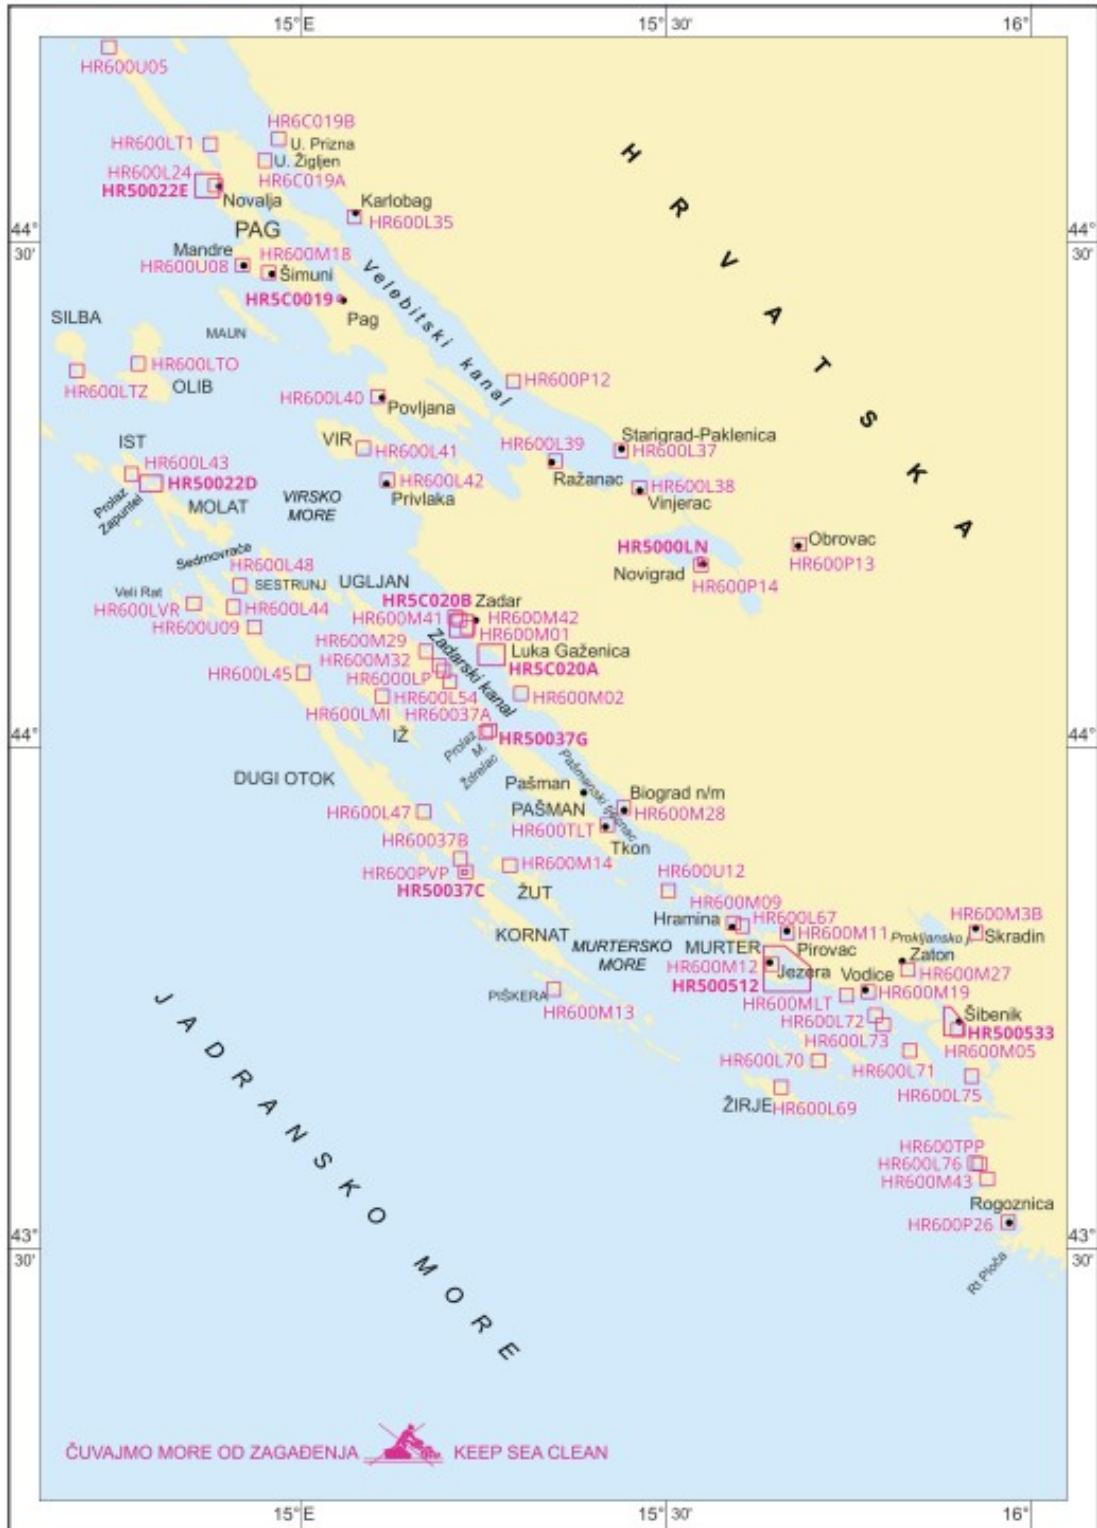 15° E
15° 30'
16°
HR600U05
HR6C019B
HR600LT1
U. Prizna
U. Žigljen
HR600L24
HR6C019A
HR50022E
Novalja
Karlobag
HR600L35
H R V A T S K A
44°
30'
44°
30'
PAG
Mandre
HR600M18
HR600U08
Šimuni
Velebitski kanal
HR5C0019
Pag
SILBA
MAUN
HR600LTO
HR600LTZ
OLIB
HR600P12
HR600L40
Povljana
VIR
HR600L41
Starigrad-Paklenica
HR600L39
HR600L37
IST
HR600L43
HR600L42
Ražanac
HR50022D
Privlaka
HR600L38
Vinjerac
Prolaz
Zapuntel
MOLAT
VIRSKO
MORE
Obrovac
HR5000LN
HR600P13
Sedmovraće
Novigrad
HR600P14
HR600L48
Veli Rat
SESTRUNJ
UGLJAN
HR5C020B
Zadar
HR600LVR
HR600L44
HR600M41
HR600M42
HR600U09
HR600M01
HR600M29
Zadarski kanal
Luka Gaženica
HR600M32
HR5C020A
HR600L45
HR6000LP
HR600L54
HR600M02
HR600LMI
HR60037A
IŽ
HR50037G
Prolaz
M.
Ždrelac
DUGI OTOK
Pašman
Pašmanski tjesnac
Biograd n/m
PAŠMAN
HR600M28
HR600L47
HR600TLT
Tkon
HR60037B
HR600M14
HR600U12
HR600PVP
HR50037C
ŽUT
HR600M09
HR600M3B
Hramina
HR600L67
KORNAT
HR600M11
Prokljansko j.
Skradin
MURTERSKO
MORE
MURTER
Pirovac
Zaton
HR600M12
Jezera
HR600M27
HR500512
Vodice
PIŠKERA
HR600M19
HR600M13
HR600MLT
HR600L72
Šibenik
HR500533
HR600L73
HR600M05
HR600L70
HR600L71
HR600L75
ŽIRJE
HR600L69
HR600TPP
HR600L76
HR600M43
Rogoznica
HR600P26
43°
30'
43°
30'
Rt Ploča
44°
44°
J A D R A N S K O M O R E
ČUVAJMO MORE OD ZAGAĐENJA KEEP SEA CLEAN
15° E
15° 30'
16°